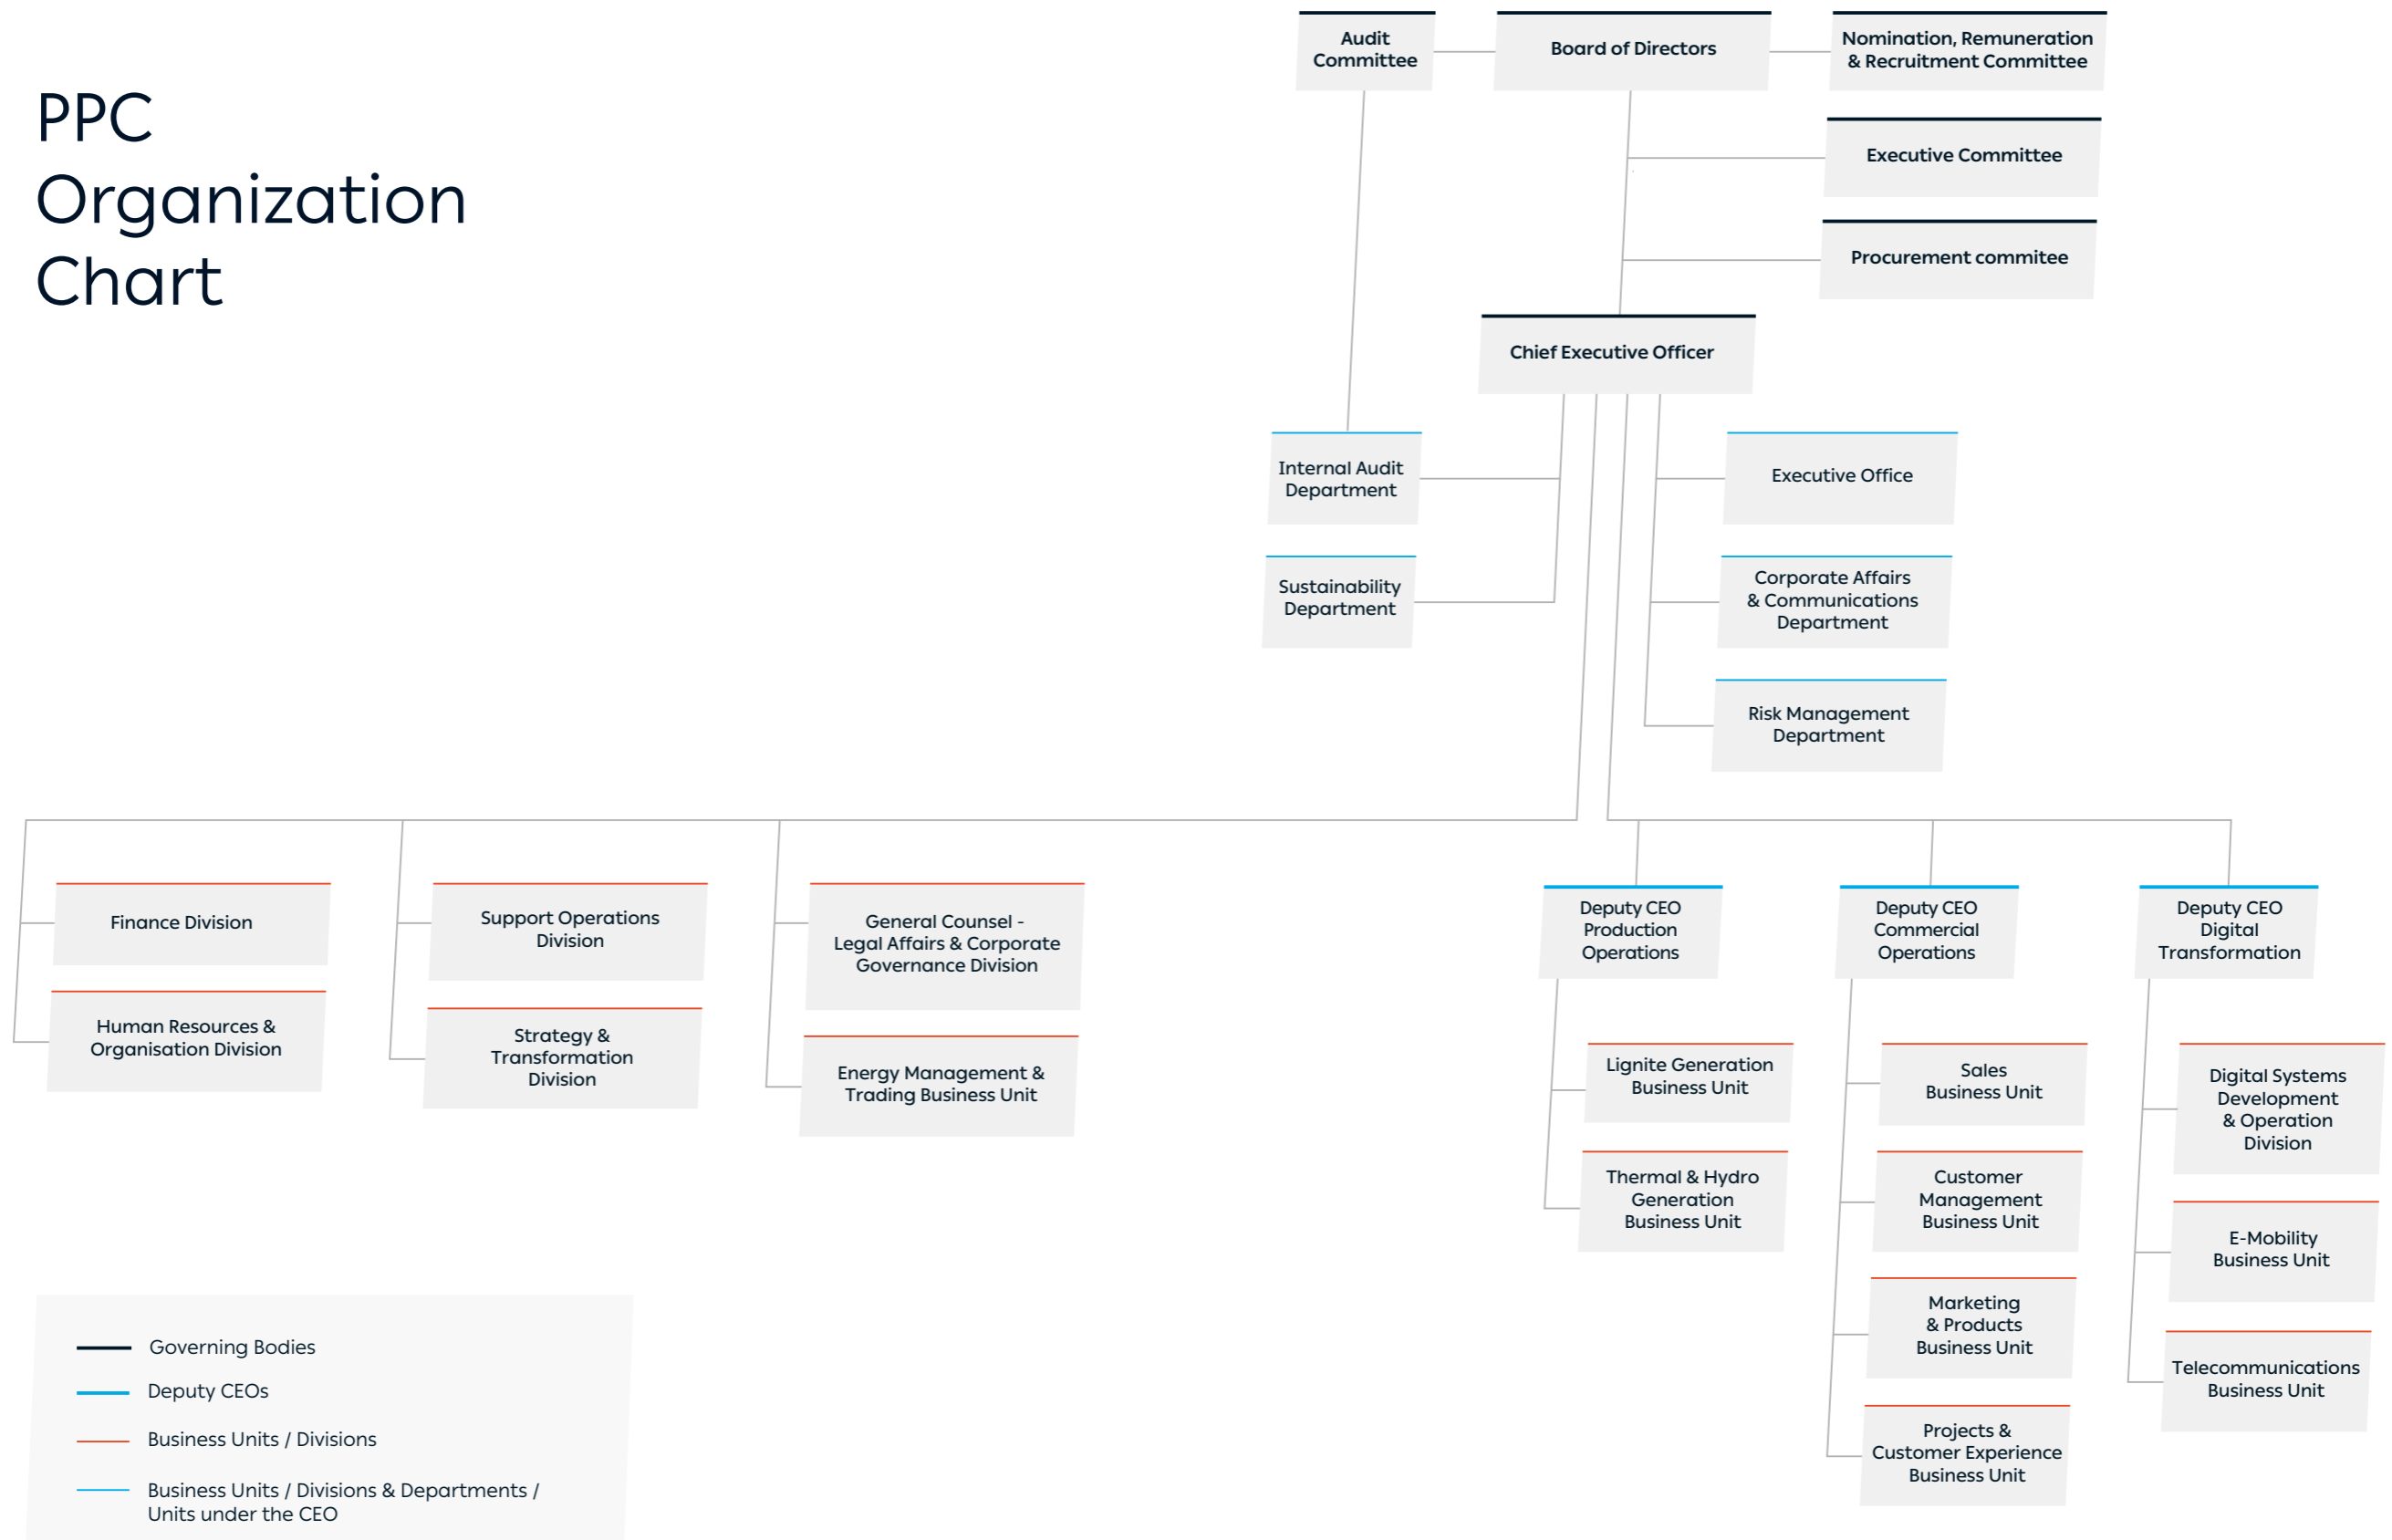 PPC
Organization
Chart
Audit
Committee
Board of Directors
Nomination, Remuneration
& Recruitment Committee
Executive Committee
Procurement commitee
Chief Executive Officer
Internal Audit
Department
Executive Office
Sustainability
Department
Corporate Affairs
& Communications
Department
Risk Management
Department
Finance Division
Human Resources &
Organisation Division
Support Operations
Division
Strategy &
Transformation
Division
General Counsel -
Legal Affairs & Corporate
Governance Division
Energy Management &
Trading Business Unit
Deputy CEO
Production
Operations
Lignite Generation
Business Unit
Thermal & Hydro
Generation
Business Unit
Deputy CEO
Commercial
Operations
Sales
Business Unit
Customer
Management
Business Unit
Marketing
& Products
Business Unit
Projects &
Customer Experience
Business Unit
Deputy CEO
Digital
Transformation
Digital Systems
Development
& Operation
Division
E-Mobility
Business Unit
Telecommunications
Business Unit
Governing Bodies
Deputy CEOs
Business Units / Divisions
Business Units / Divisions & Departments /
Units under the CEO